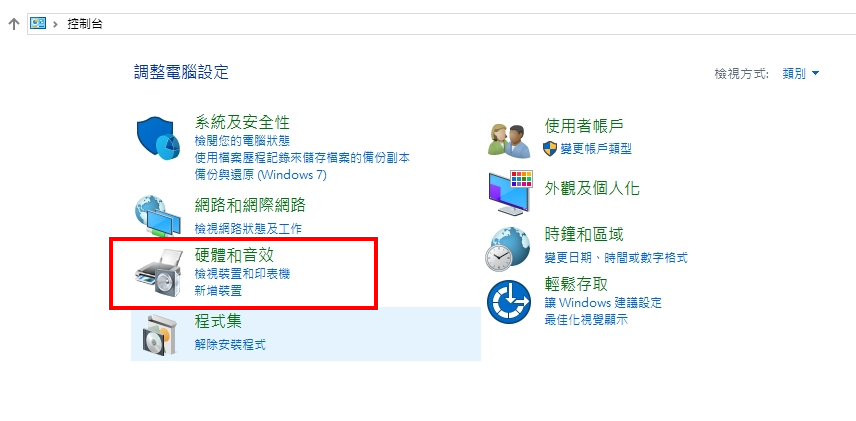 控制台
調整電腦設定
檢視方式: 類別
系統及安全性
檢閱您的電腦狀態
使用檔案歷程記錄來儲存檔案的備份副本
備份與還原 (Windows 7)
網路和網際網路
檢視網路狀態及工作
硬體和音效
檢視裝置和印表機
新增裝置
程式集
解除安裝程式
使用者帳戶
變更帳戶類型
外觀及個人化
時鐘和區域
變更日期、時間或數字格式
輕鬆存取
讓 Windows 建議設定
最佳化視覺顯示